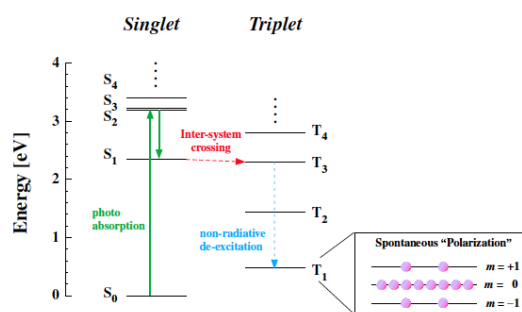 Singlet
Triplet
Energy [eV]
4
3
2
1
0
S4
S3
S2
S1
S0
T4
T3
T2
T1
Inter-system
crossing
photo
absorption
non-radiative
de-excitation
Spontaneous “Polarization”
m = +1
m = 0
m = −1